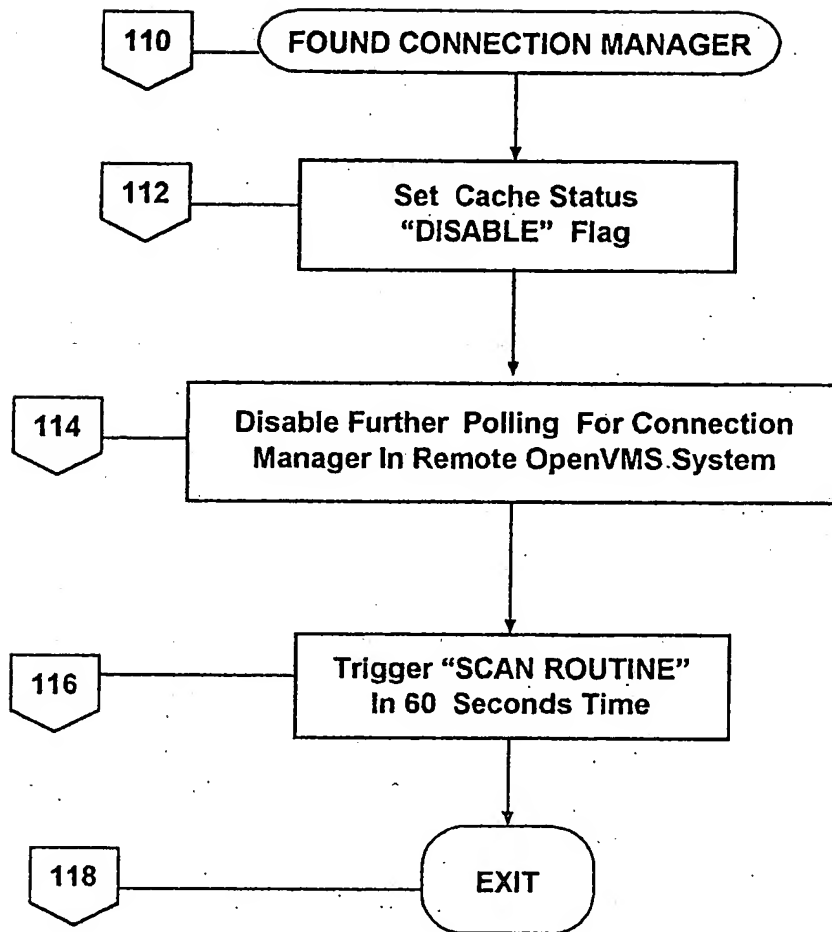 110
FOUND CONNECTION MANAGER
112
Set Cache Status
“DISABLE” Flag
114
Disable Further Polling For Connection
Manager In Remote OpenVMS System
116
Trigger “SCAN ROUTINE”
In 60 Seconds Time
118
EXIT